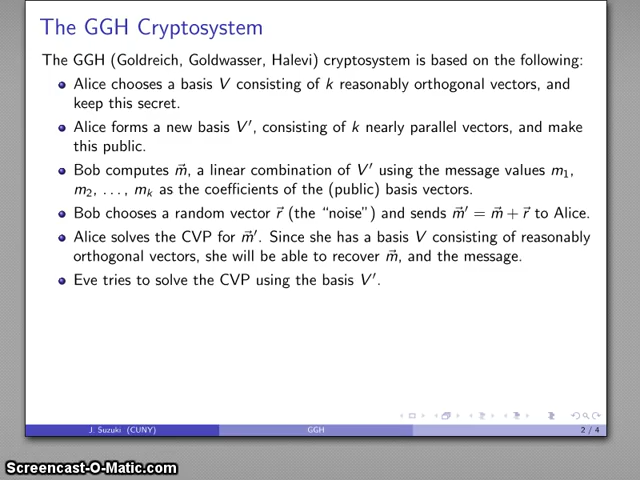 The GGH Cryptosystem
The GGH (Goldreich, Goldwasser, Halevi) cryptosystem is based on the following:
Alice chooses a basis V consisting of k reasonably orthogonal vectors, and
keep this secret.
Alice forms a new basis V′, consisting of k nearly parallel vectors, and make
this public.
Bob computes m⃗, a linear combination of V′ using the message values m₁,
m₂, . . . , mₖ as the coefficients of the (public) basis vectors.
Bob chooses a random vector r⃗ (the “noise”) and sends m⃗′ = m⃗ + r⃗ to Alice.
Alice solves the CVP for m⃗′. Since she has a basis V consisting of reasonably
orthogonal vectors, she will be able to recover m⃗, and the message.
Eve tries to solve the CVP using the basis V′.
J. Suzuki (CUNY) GGH 2 / 4
Screencast-O-Matic.com